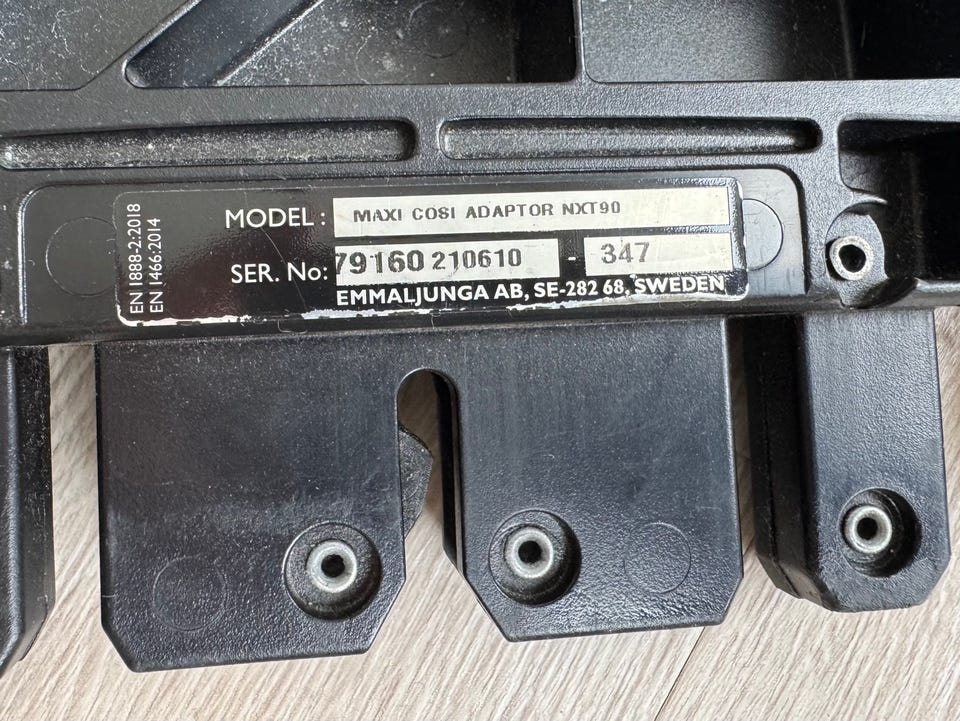 EN 1888-2:2018
EN 1466:2014
MODEL: MAXI COSI ADAPTOR NXT90
SER. No: 79160 210610 - 347
EMMALJUNGA AB, SE-282 68, SWEDEN